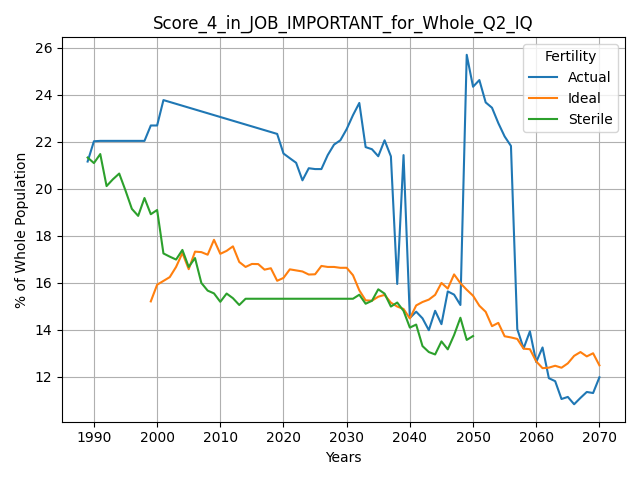 Score_4_in_JOB_IMPORTANT_for_Whole_Q2_IQ
Fertility
Actual
Ideal
Sterile
% of Whole Population
26
24
22
20
18
16
14
12
1990 2000 2010 2020 2030 2040 2050 2060 2070
Years